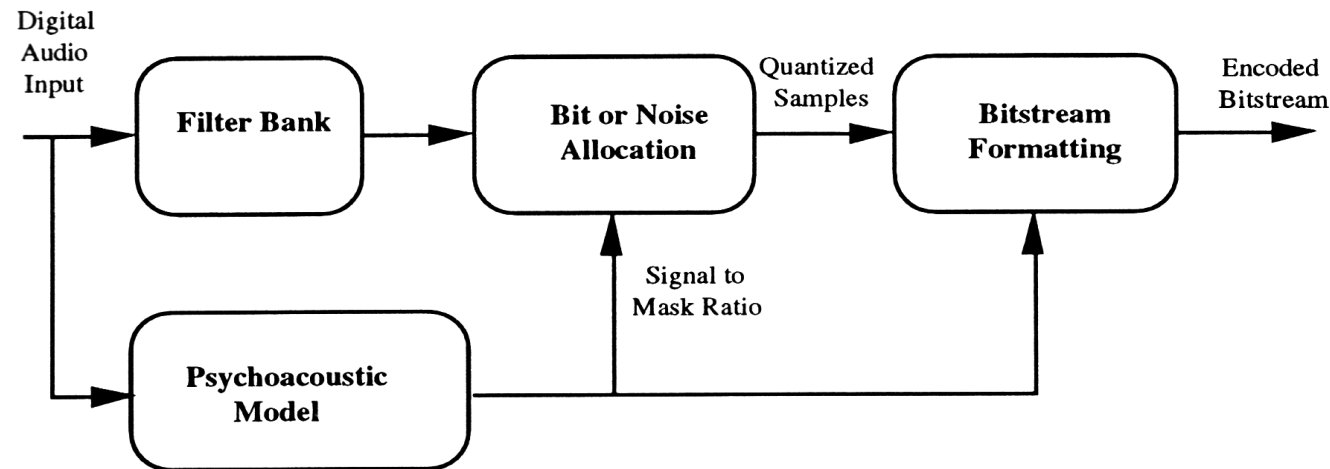 Digital
Audio
Input
Filter Bank
Bit or Noise
Allocation
Quantized
Samples
Bitstream
Formatting
Encoded
Bitstream
Signal to
Mask Ratio
Psychoacoustic
Model